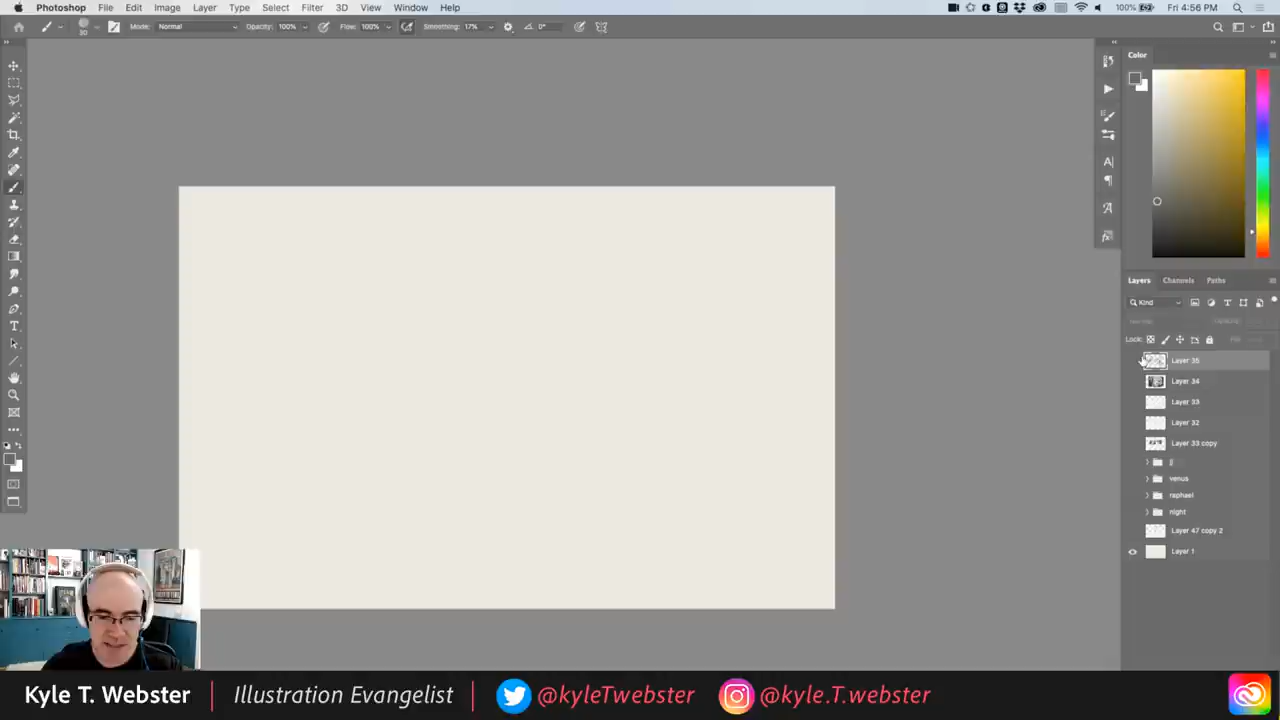 Photoshop File Edit Image Layer Type Select Filter 3D View Window Help 100% Fri 4:56 PM
30 Mode: Normal Opacity: 100% Flow: 100% Smoothing: 17% 0°
Color
Layers Channels Paths
Kind
Lock:
Layer 35
Layer 34
Layer 33
Layer 32
Layer 33 copy
venus
raphael
night
Layer 47 copy 2
Layer 1
Kyle T. Webster | Illustration Evangelist | @kyleTwebster @kyle.T.webster